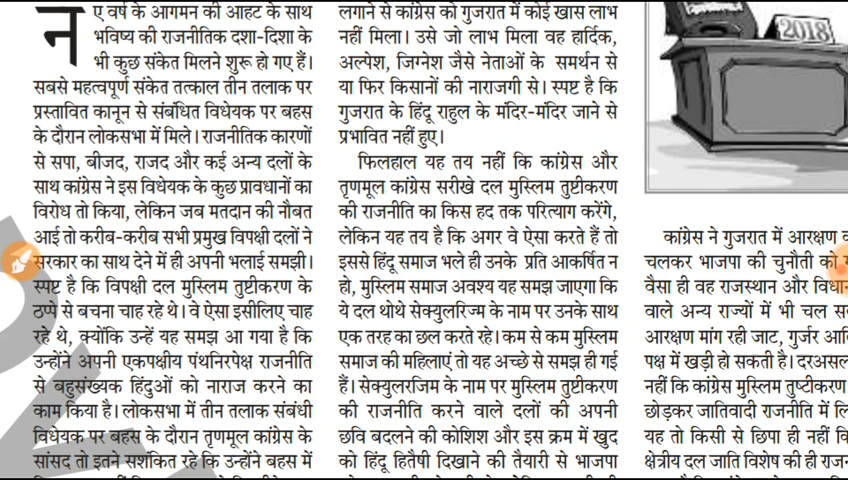 नए वर्ष के आगमन की आहट के साथ
भविष्य की राजनीतिक दशा-दिशा के
भी कुछ संकेत मिलने शुरू हो गए हैं।
सबसे महत्वपूर्ण संकेत तत्काल तीन तलाक पर
प्रस्तावित कानून से संबंधित विधेयक पर बहस
के दौरान लोकसभा में मिले। राजनीतिक कारणों
से सपा, बीजद, राजद और कई अन्य दलों के
साथ कांग्रेस ने इस विधेयक के कुछ प्रावधानों का
विरोध तो किया, लेकिन जब मतदान की नौबत
आई तो करीब-करीब सभी प्रमुख विपक्षी दलों ने
सरकार का साथ देने में ही अपनी भलाई समझी।
स्पष्ट है कि विपक्षी दल मुस्लिम तुष्टीकरण के
ठप्पे से बचना चाह रहे थे। वे ऐसा इसीलिए चाह
रहे थे, क्योंकि उन्हें यह समझ आ गया है कि
उन्होंने अपनी एकपक्षीय पंथनिरपेक्ष राजनीति
से बहुसंख्यक हिंदुओं को नाराज करने का
काम किया है। लोकसभा में तीन तलाक संबंधी
विधेयक पर बहस के दौरान तृणमूल कांग्रेस के
सांसद तो इतने सशंकित रहे कि उन्होंने बहस में
लगाने से कांग्रेस को गुजरात में कोई खास लाभ
नहीं मिला। उसे जो लाभ मिला वह हार्दिक,
अल्पेश, जिग्नेश जैसे नेताओं के समर्थन से
या फिर किसानों की नाराजगी से। स्पष्ट है कि
गुजरात के हिंदू राहुल के मंदिर-मंदिर जाने से
प्रभावित नहीं हुए।
फिलहाल यह तय नहीं कि कांग्रेस और
तृणमूल कांग्रेस सरीखे दल मुस्लिम तुष्टीकरण
की राजनीति का किस हद तक परित्याग करेंगे,
लेकिन यह तय है कि अगर वे ऐसा करते हैं तो
इससे हिंदू समाज भले ही उनके प्रति आकर्षित न
हो, मुस्लिम समाज अवश्य यह समझ जाएगा कि
ये दल थोथे सेक्युलरिज्म के नाम पर उनके साथ
एक तरह का छल करते रहे। कम से कम मुस्लिम
समाज की महिलाएं तो यह अच्छे से समझ ही गई
हैं। सेक्युलरजिम के नाम पर मुस्लिम तुष्टीकरण
की राजनीति करने वाले दलों की अपनी
छवि बदलने की कोशिश और इस क्रम में खुद
को हिंदू हितैषी दिखाने की तैयारी से भाजपा
2018
कांग्रेस ने गुजरात में आरक्षण
चलकर भाजपा की चुनौती को
वैसा ही वह राजस्थान और
वाले अन्य राज्यों में भी चल
आरक्षण मांग रही जाट, गुर्जर
पक्ष में खड़ी हो सकती है। दरअसल
नहीं कि कांग्रेस मुस्लिम तुष्टीकरण
छोड़कर जातिवादी राजनीति में
यह तो किसी से छिपा ही नहीं
क्षेत्रीय दल जाति विशेष की ही